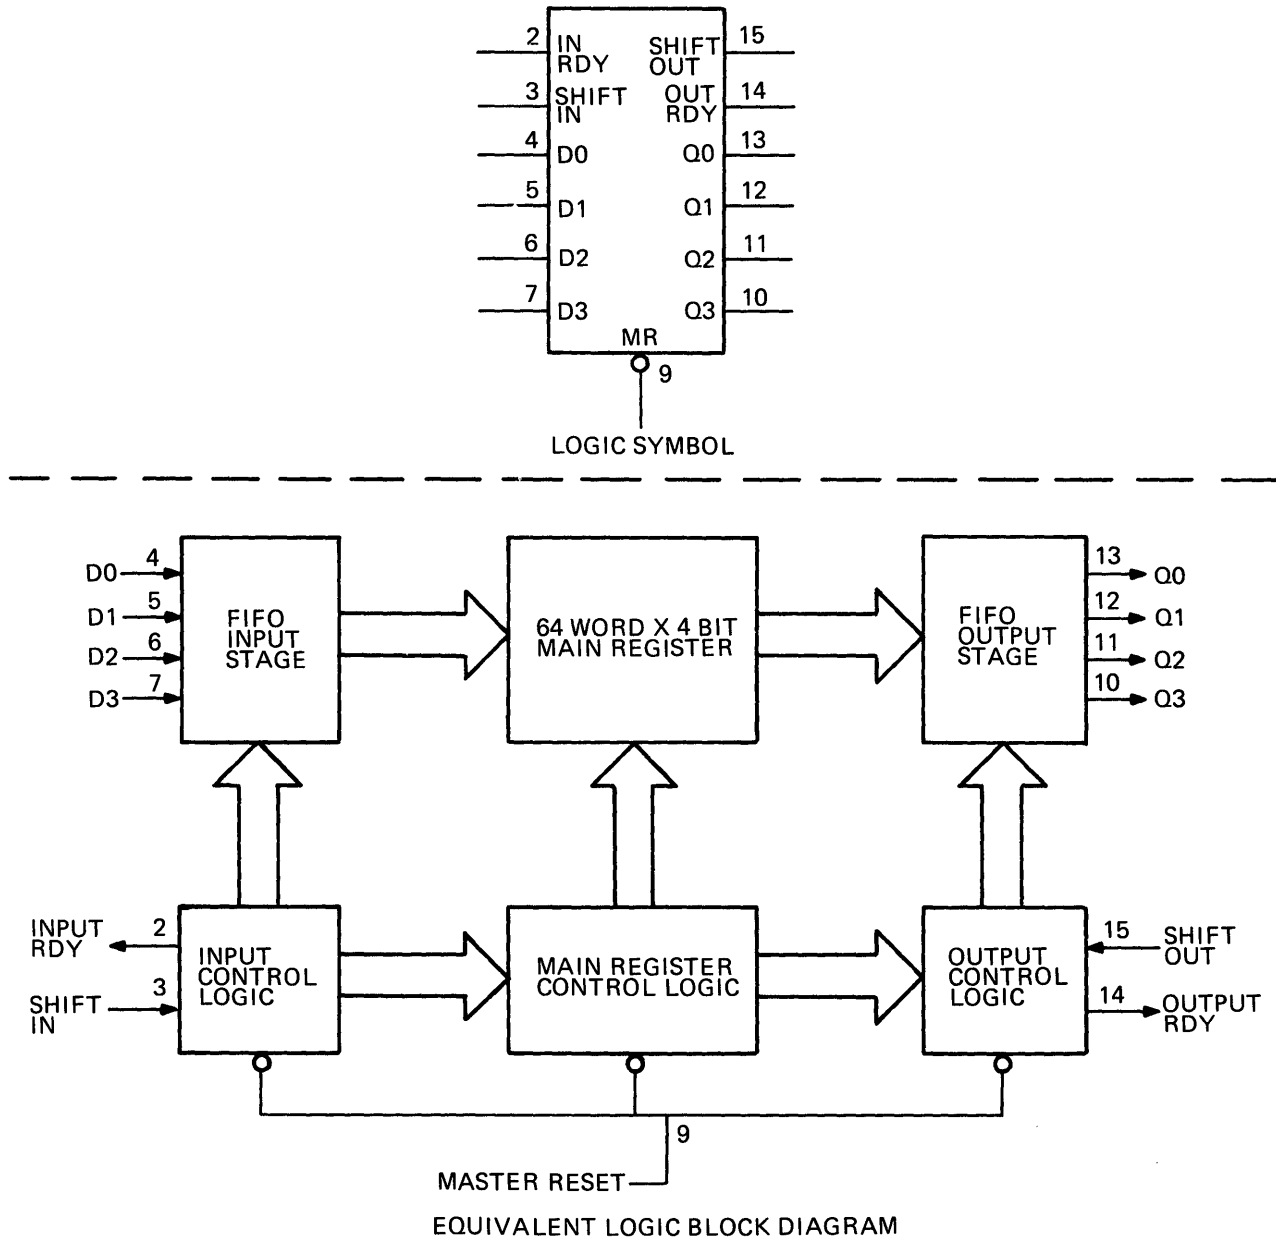 2 IN RDY SHIFT OUT 15
3 SHIFT IN OUT RDY 14
4 D0 Q0 13
5 D1 Q1 12
6 D2 Q2 11
7 D3 Q3 10
MR
9
LOGIC SYMBOL
D0 4
D1 5
D2 6
D3 7
FIFO
INPUT
STAGE
64 WORD X 4 BIT
MAIN REGISTER
FIFO
OUTPUT
STAGE
13 Q0
12 Q1
11 Q2
10 Q3
INPUT
RDY
2
SHIFT
IN
3
INPUT
CONTROL
LOGIC
MAIN REGISTER
CONTROL LOGIC
OUTPUT
CONTROL
LOGIC
15
SHIFT
OUT
14
OUTPUT
RDY
9
MASTER RESET
EQUIVALENT LOGIC BLOCK DIAGRAM